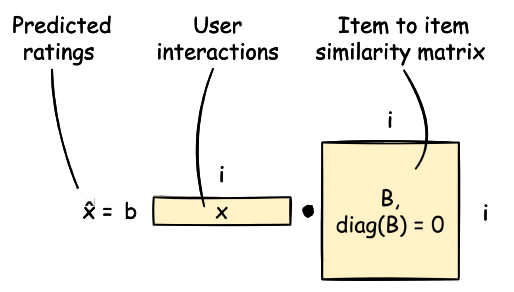 Predicted ratings
User interactions
Item to item similarity matrix
i
i
x̂ = b
x
B,
diag(B) = 0
i